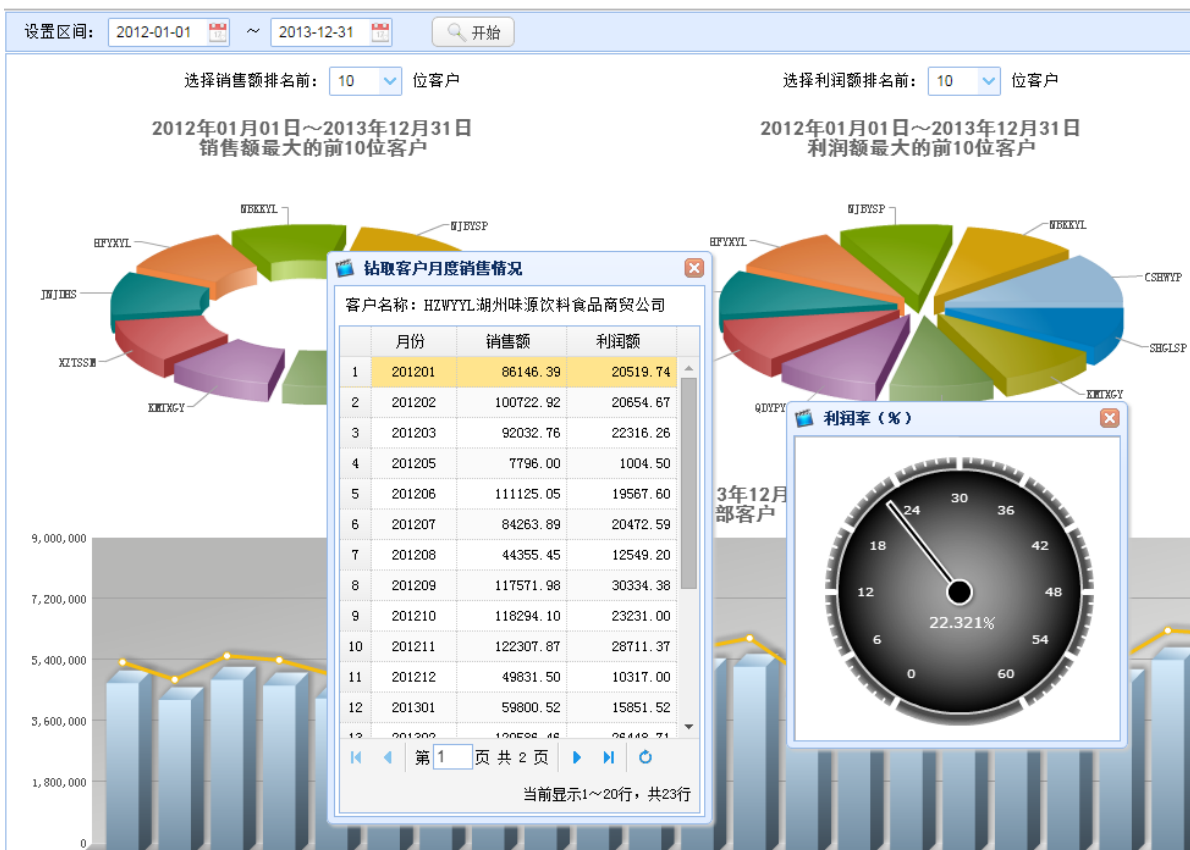 设置区间： 2012-01-01 ～ 2013-12-31 开始
选择销售额排名前： 10 位客户
2012年01月01日～2013年12月31日
销售额最大的前10位客户
NBKKYL
NJBYSP
HFYXYL
JNJDHS
XZTSSM
KMTXGY
选择利润额排名前： 10 位客户
2012年01月01日～2013年12月31日
利润额最大的前10位客户
NJBYSP
NBKKYL
HFYXYL
CSHWYP
SHGLSP
KMTXGY
QDYPY
钻取客户月度销售情况
客户名称：HZWYYL湖州味源饮料食品商贸公司
月份 销售额 利润额
1 201201 86146.39 20519.74
2 201202 100722.92 20654.67
3 201203 92032.76 22316.26
4 201205 7796.00 1004.50
5 201206 111125.05 19567.60
6 201207 84263.89 20472.59
7 201208 44355.45 12549.20
8 201209 117571.98 30334.38
9 201210 118294.10 23231.00
10 201211 122307.87 28711.37
11 201212 49831.50 10317.00
12 201301 59800.52 15851.52
13 201302 120586.46 26448.71
第 1 页 共 2 页
当前显示1～20行，共23行
利润率（%）
0
6
12
18
24
30
36
42
48
54
60
22.321%
3年12月
部客户
9,000,000
7,200,000
5,400,000
3,600,000
1,800,000
0